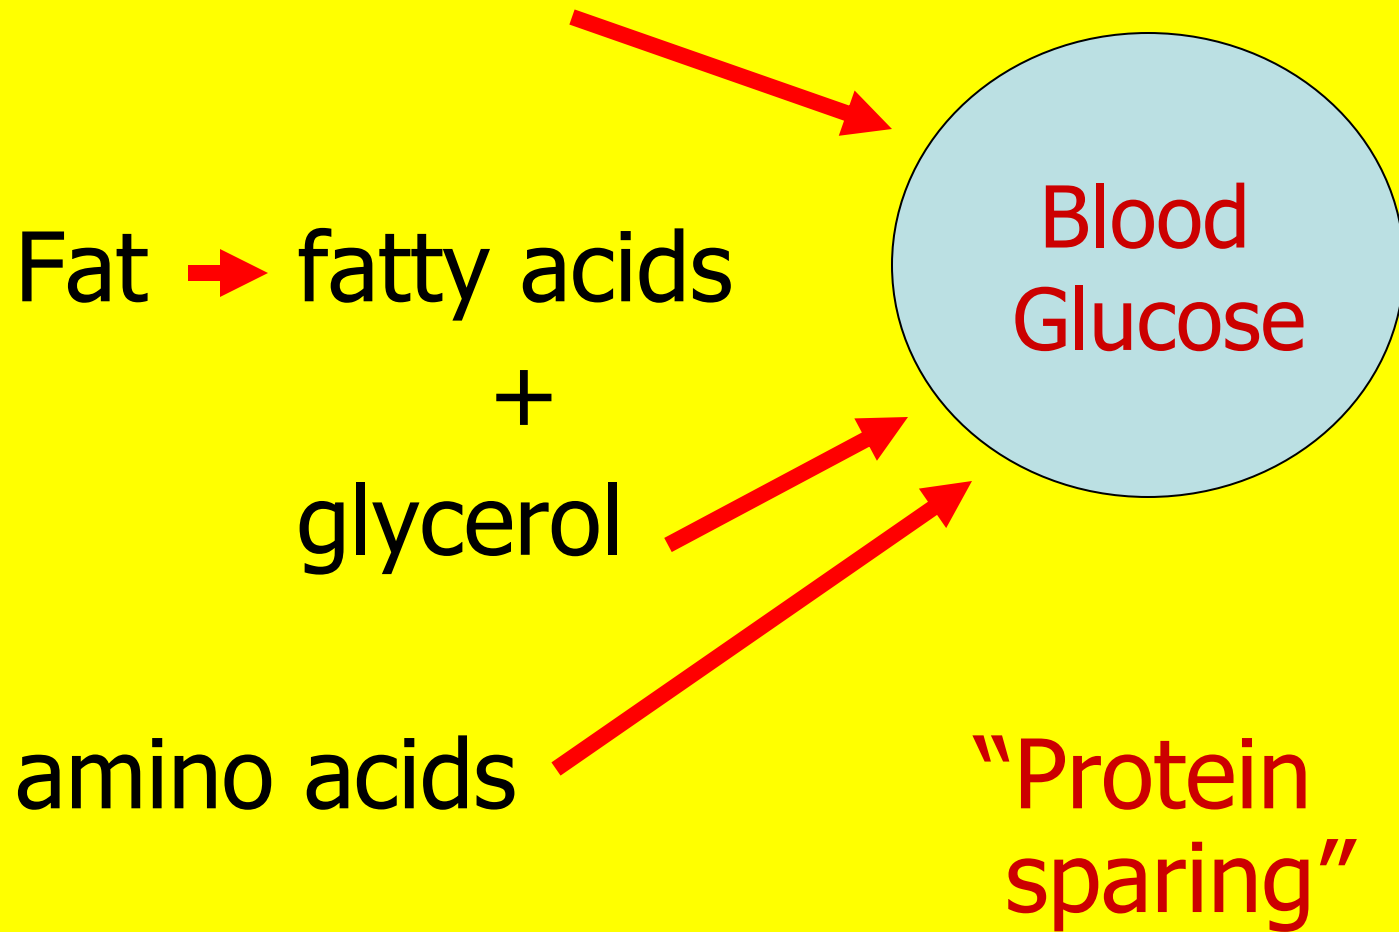 Blood
Glucose
Fat fatty acids
+
glycerol
amino acids
“Protein
sparing”